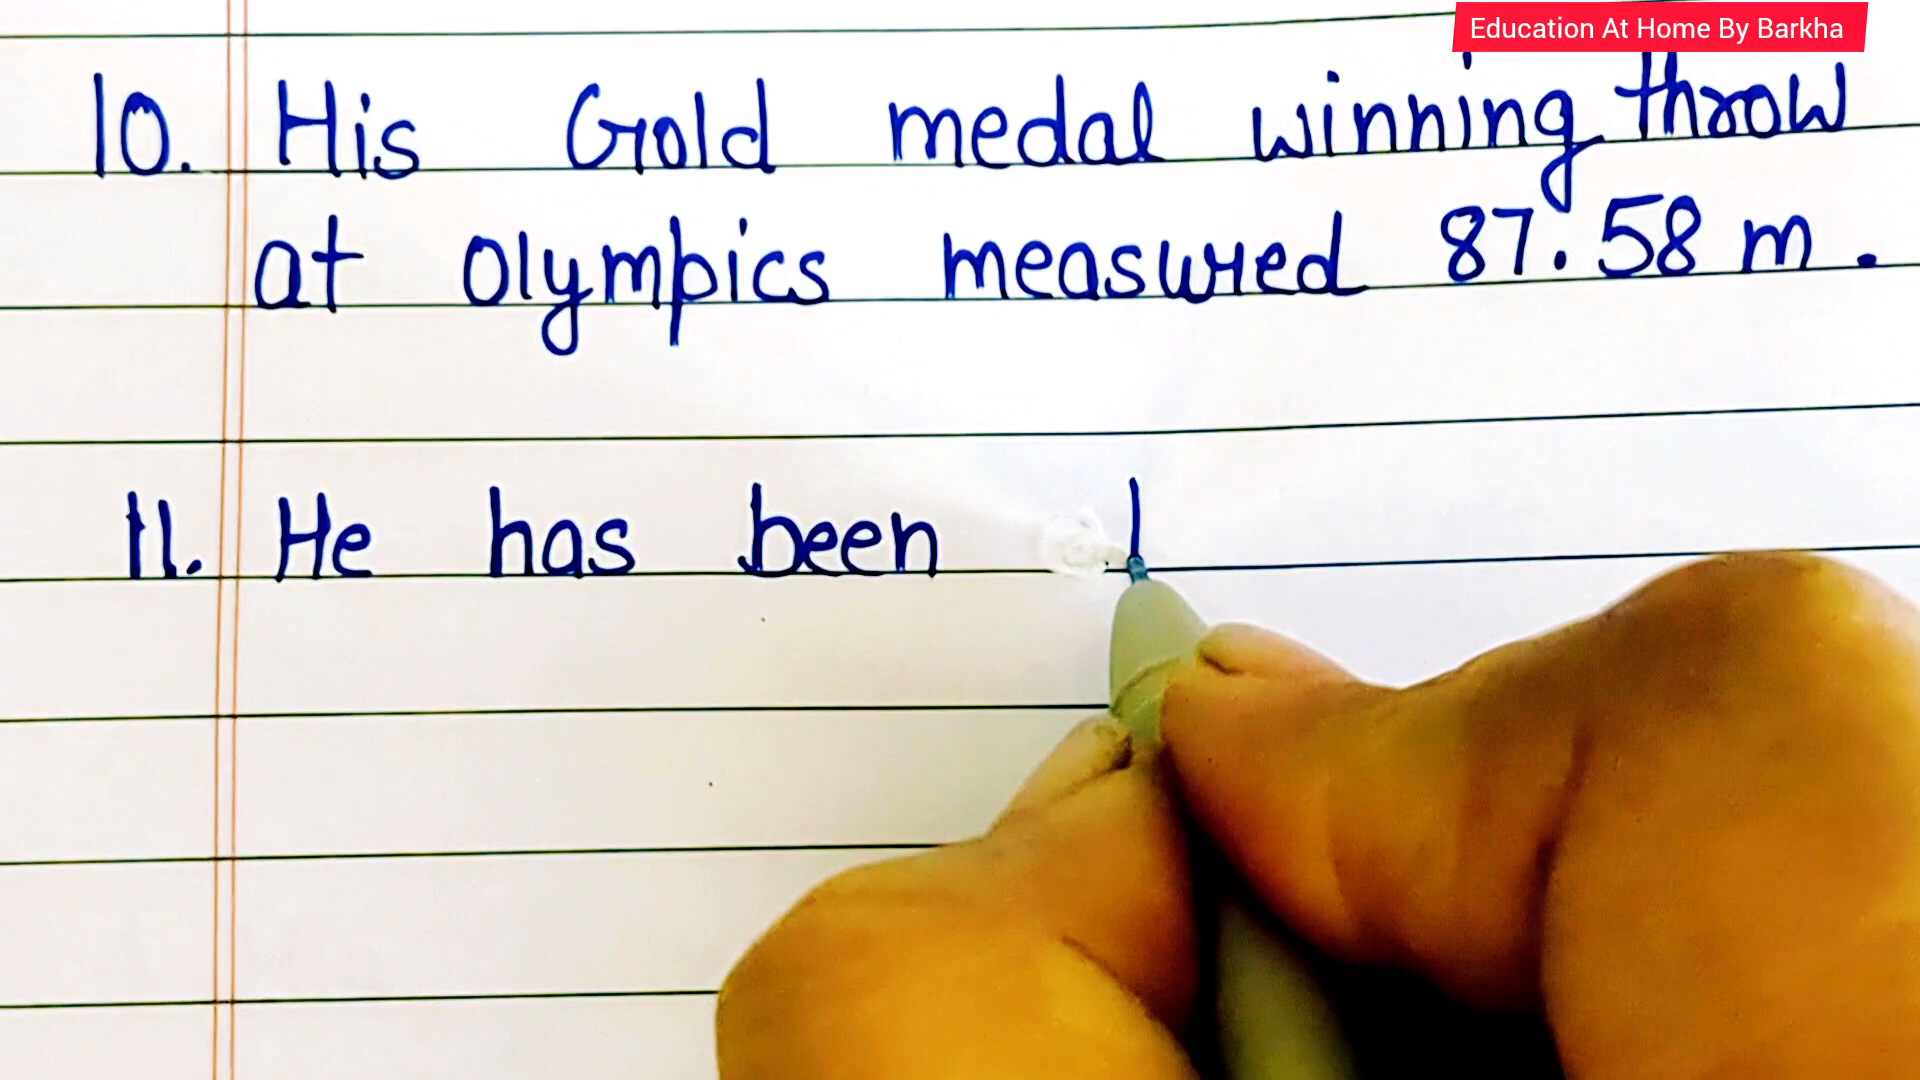 Education At Home By Barkha
10. His Gold medal winning throw
at olympics measured 87.58 m.
11. He has been